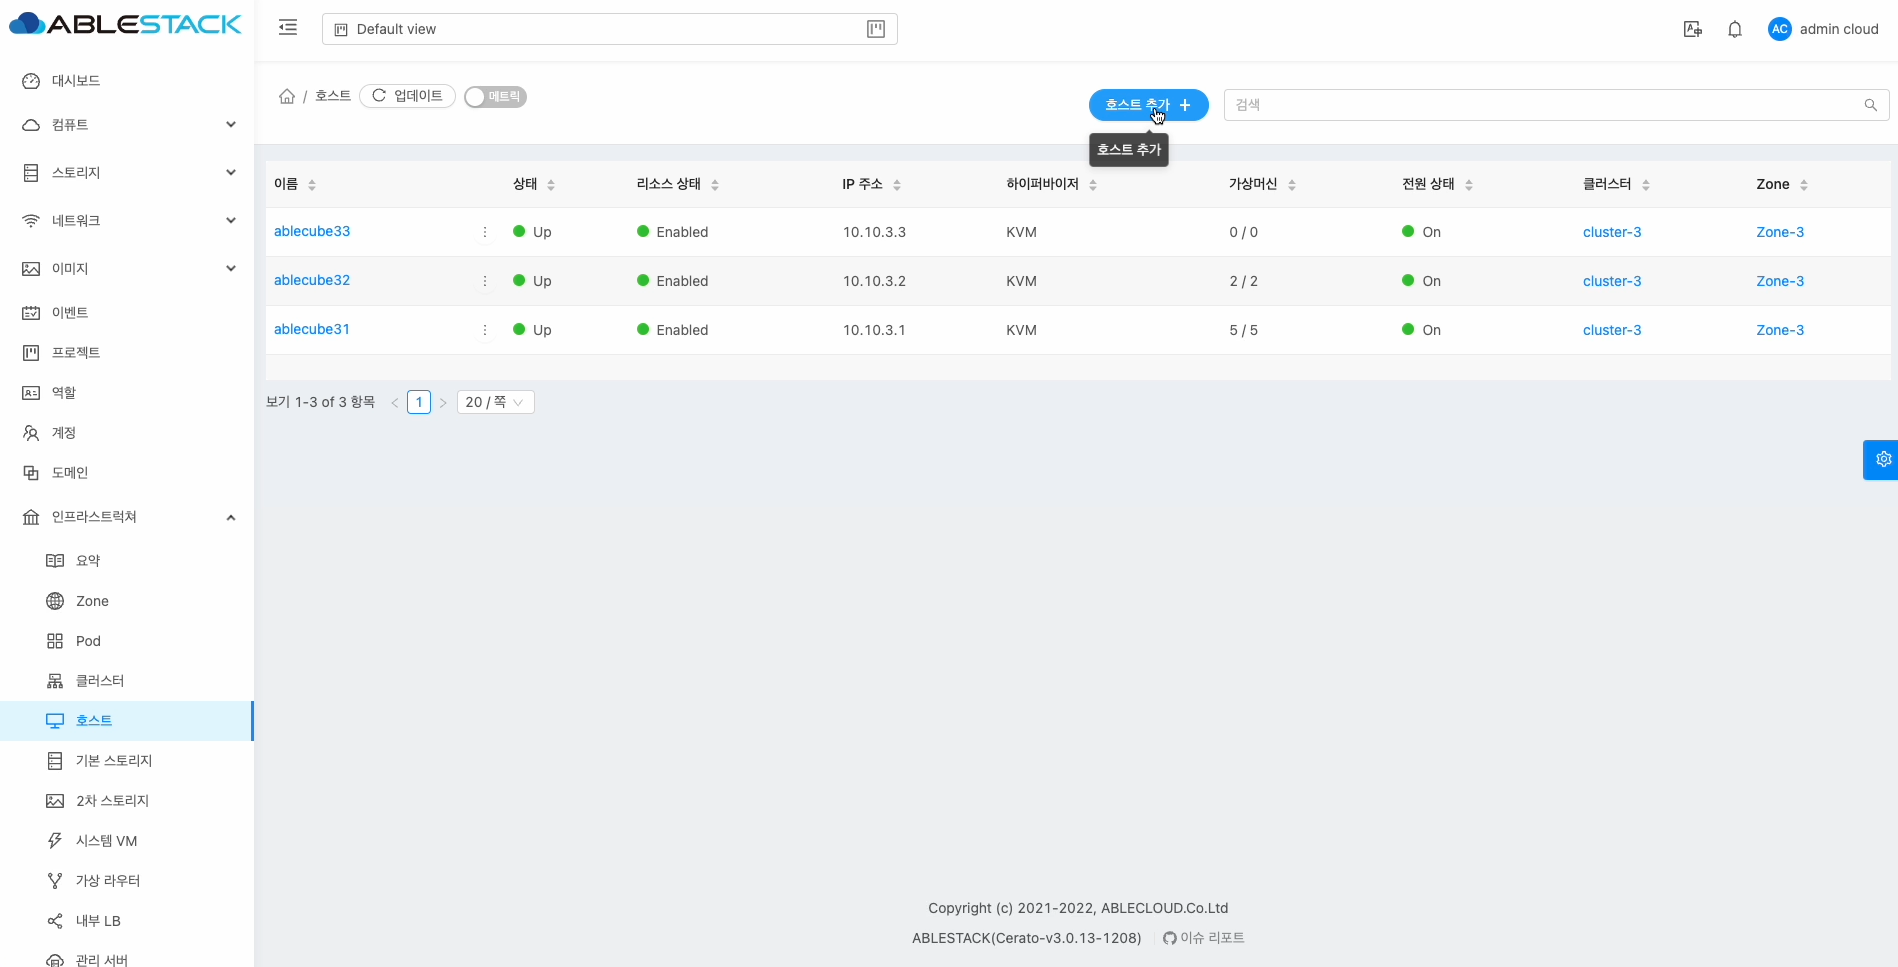 ABLESTACK
Default view
admin cloud
AC
대시보드
컴퓨트
스토리지
네트워크
이미지
이벤트
프로젝트
역할
계정
도메인
인프라스트럭쳐
요약
Zone
Pod
클러스터
호스트
기본 스토리지
2차 스토리지
시스템 VM
가상 라우터
내부 LB
관리 서버
/ 호스트 업데이트 메트릭
호스트 추가 +
검색
호스트 추가
이름 상태 리소스 상태 IP 주소 하이퍼바이저 가상머신 전원 상태 클러스터 Zone
ablecube33 Up Enabled 10.10.3.3 KVM 0 / 0 On cluster-3 Zone-3
ablecube32 Up Enabled 10.10.3.2 KVM 2 / 2 On cluster-3 Zone-3
ablecube31 Up Enabled 10.10.3.1 KVM 5 / 5 On cluster-3 Zone-3
보기 1-3 of 3 항목 < 1 > 20 / 쪽
Copyright (c) 2021-2022, ABLECLOUD.Co.Ltd
ABLESTACK(Cerato-v3.0.13-1208) 이슈 리포트